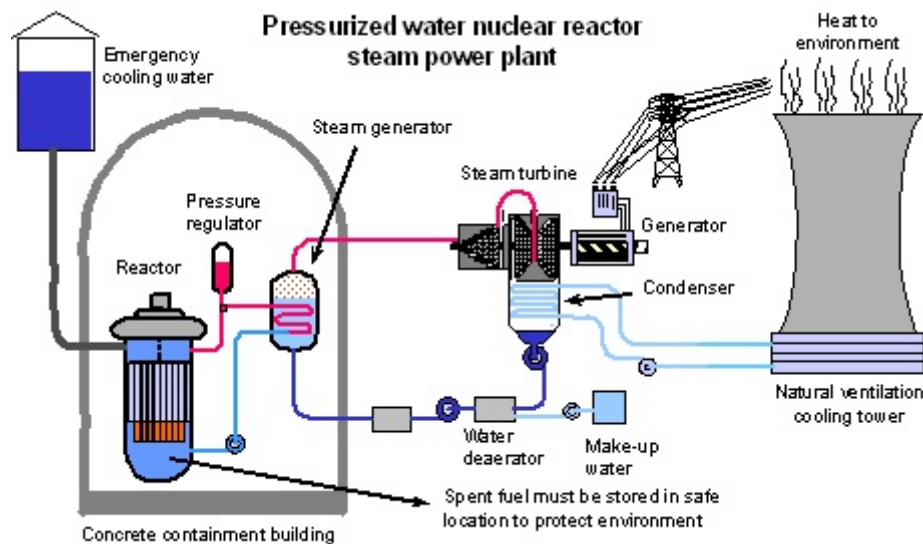 Pressurized water nuclear reactor
steam power plant
Heat to
environment
Emergency
cooling water
Steam generator
Steam turbine
Pressure
regulator
Generator
Reactor
Condenser
Natural ventilation
cooling tower
Water
deaerator
Make-up
water
Spent fuel must be stored in safe
location to protect environment
Concrete containment building